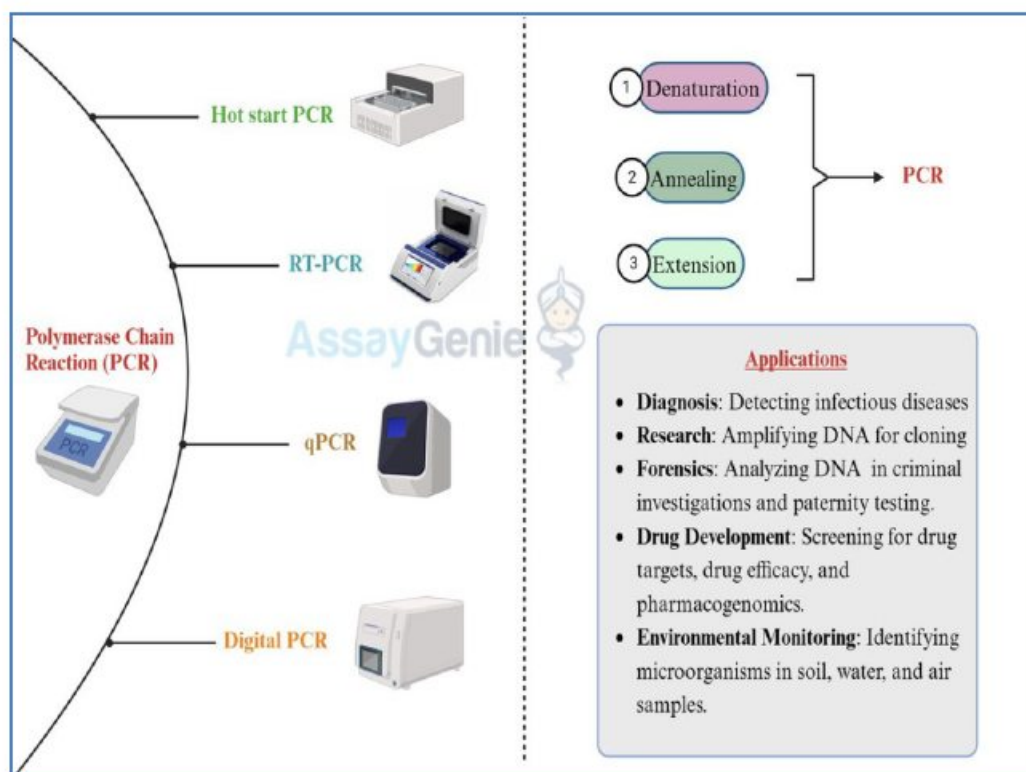 Hot start PCR
RT-PCR
Polymerase Chain
Reaction (PCR)
PCR
qPCR
Digital PCR
AssayGenie
1 Denaturation
2 Annealing
3 Extension
PCR
Applications
• Diagnosis: Detecting infectious diseases
• Research: Amplifying DNA for cloning
• Forensics: Analyzing DNA in criminal
investigations and paternity testing.
• Drug Development: Screening for drug
targets, drug efficacy, and
pharmacogenomics.
• Environmental Monitoring: Identifying
microorganisms in soil, water, and air
samples.